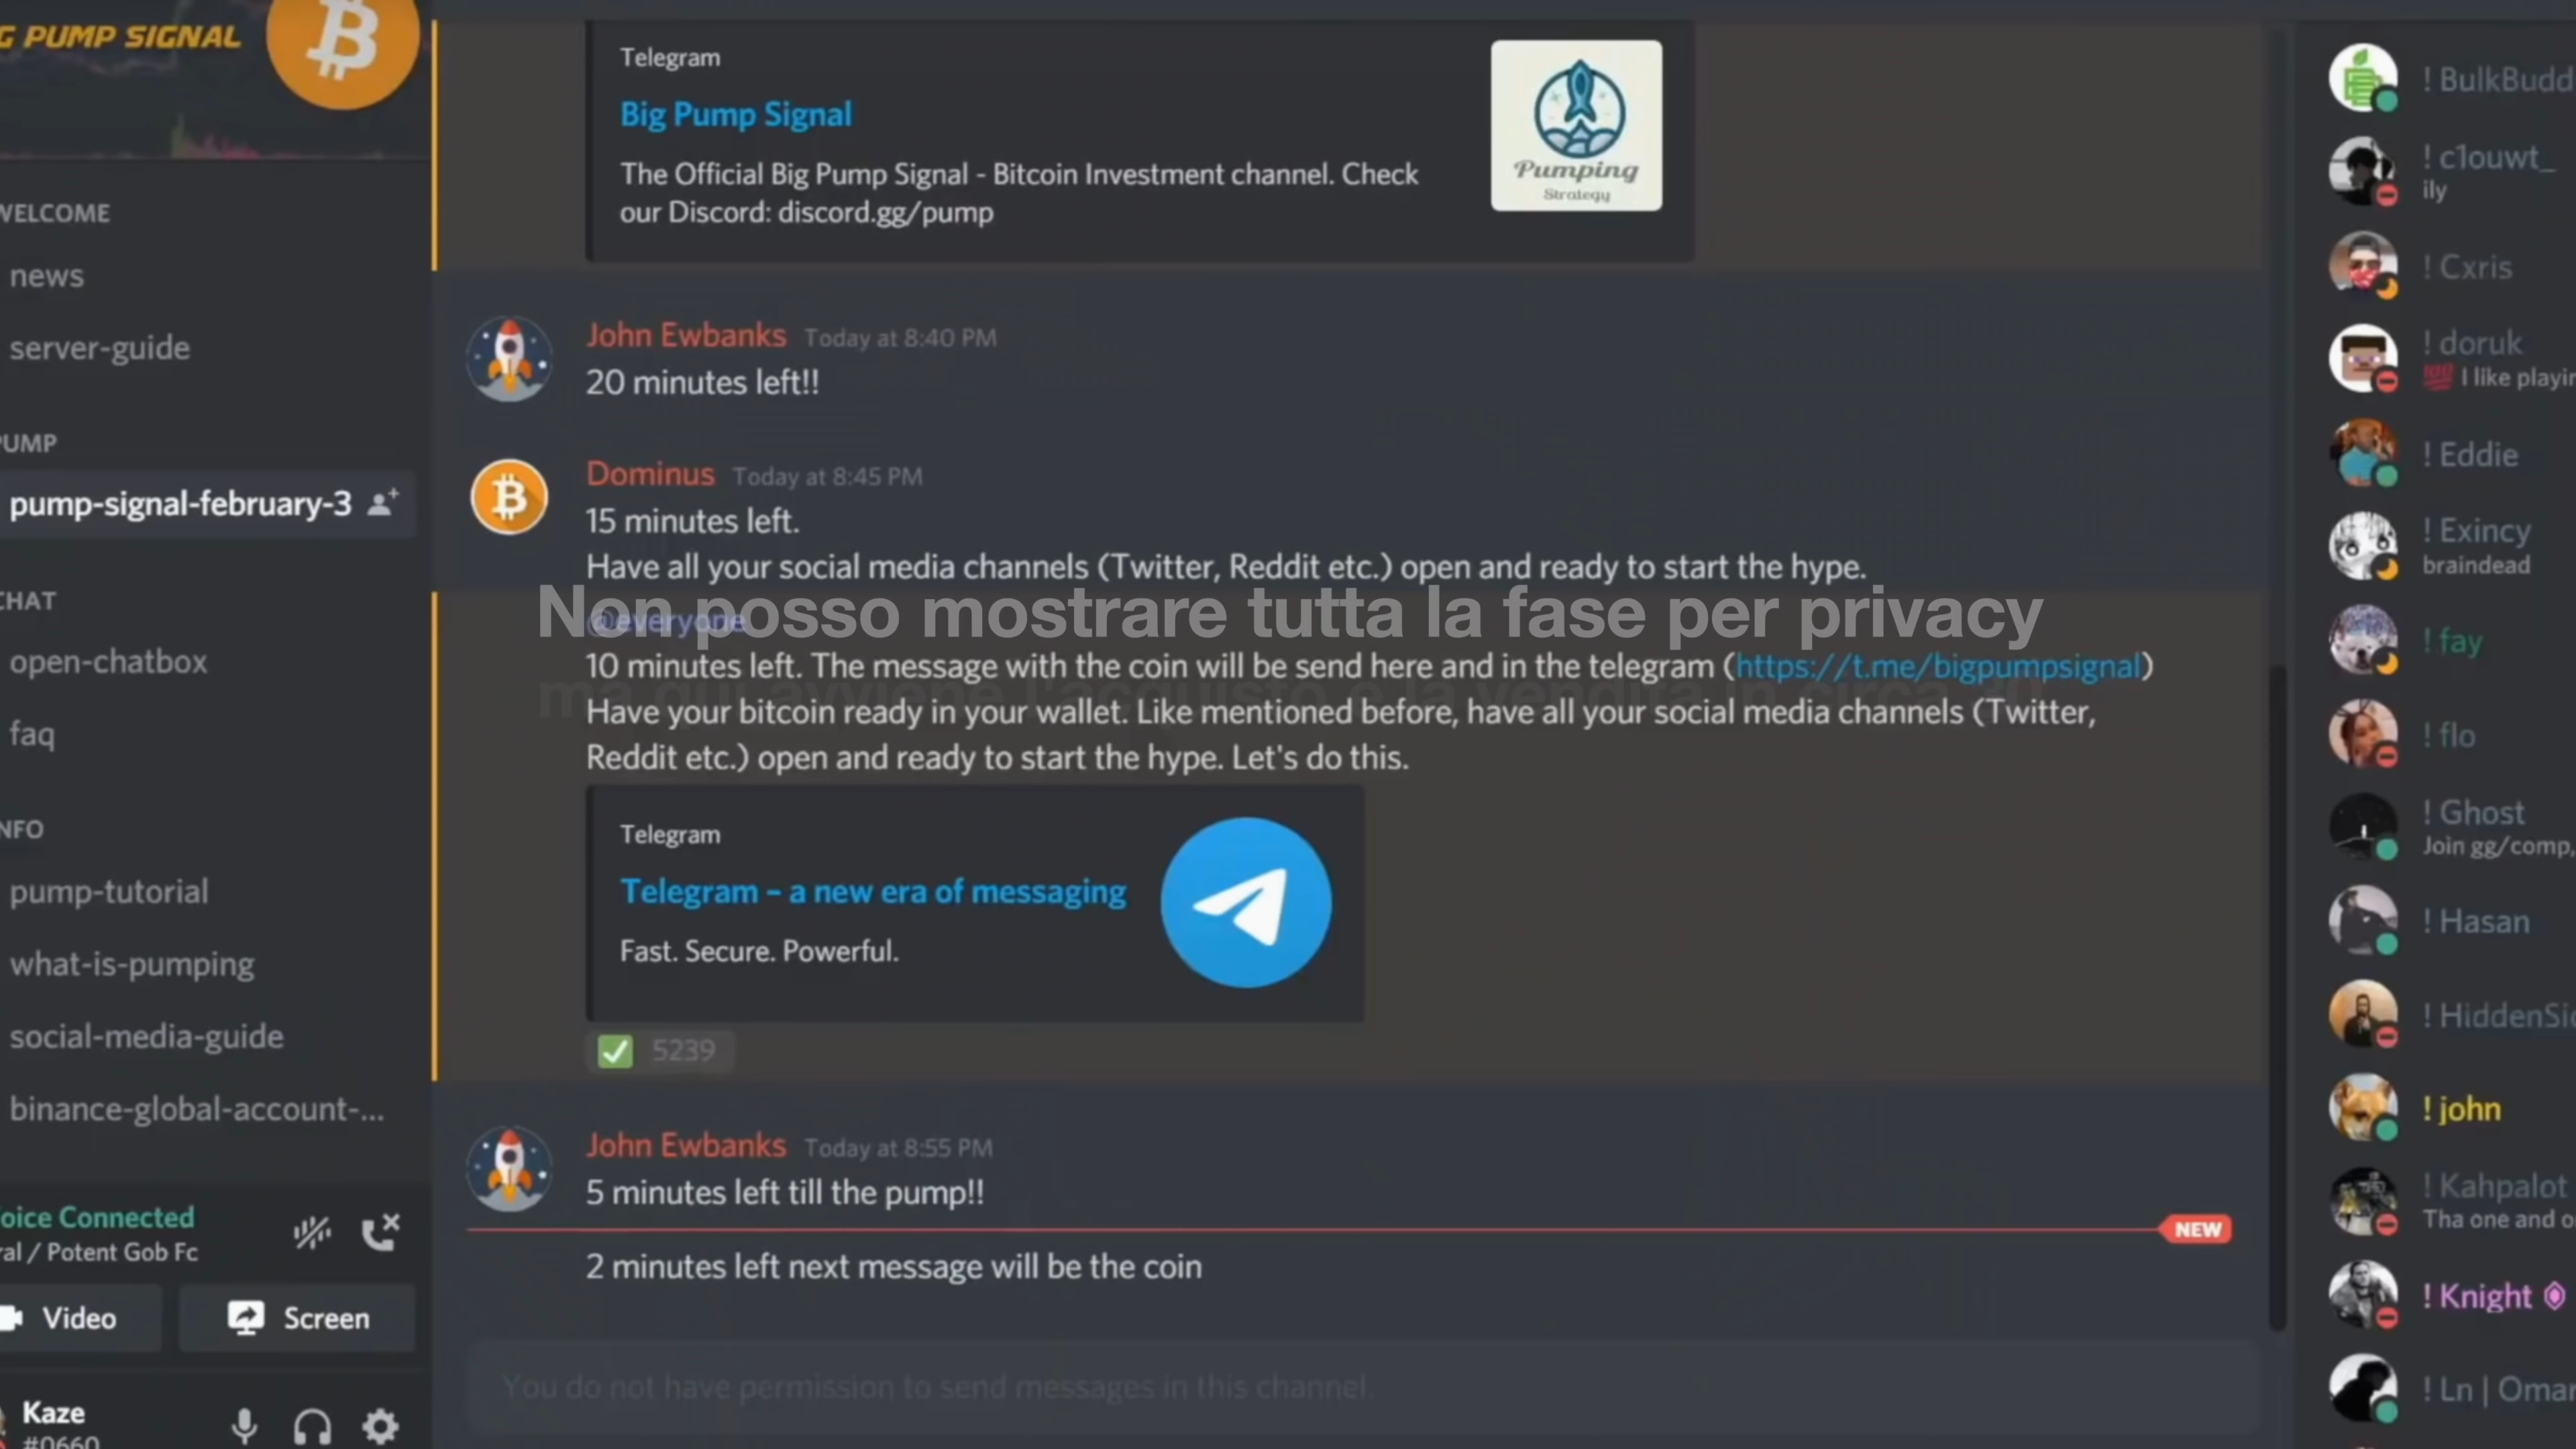 G PUMP SIGNAL
WELCOME
news
server-guide
PUMP
pump-signal-february-3
CHAT
open-chatbox
faq
INFO
pump-tutorial
what-is-pumping
social-media-guide
binance-global-account-...
Voice Connected
ral / Potent Gob Fc
Video
Screen
Kaze
#0660
Telegram
Big Pump Signal
The Official Big Pump Signal - Bitcoin Investment channel. Check
our Discord: discord.gg/pump
Pumping
Strategy
John Ewbanks Today at 8:40 PM
20 minutes left!!
Dominus Today at 8:45 PM
15 minutes left.
Have all your social media channels (Twitter, Reddit etc.) open and ready to start the hype.
@everyone
Non posso mostrare tutta la fase per privacy
10 minutes left. The message with the coin will be send here and in the telegram (https://t.me/bigpumpsignal)
ma qui avviene l'acquisto e la vendita in circa
Have your bitcoin ready in your wallet. Like mentioned before, have all your social media channels (Twitter,
Reddit etc.) open and ready to start the hype. Let's do this.
Telegram
Telegram – a new era of messaging
Fast. Secure. Powerful.
5239
John Ewbanks Today at 8:55 PM
5 minutes left till the pump!!
NEW
2 minutes left next message will be the coin
You do not have permission to send messages in this channel.
! BulkBudd
! c1ouwt_
ily
! Cxris
! doruk
100 I like playin
! Eddie
! Exincy
braindead
! fay
! flo
! Ghost
Join gg/comp,
! Hasan
! HiddenSi
! john
! Kahpalot
Tha one and o
! Knight
! Ln | Omar